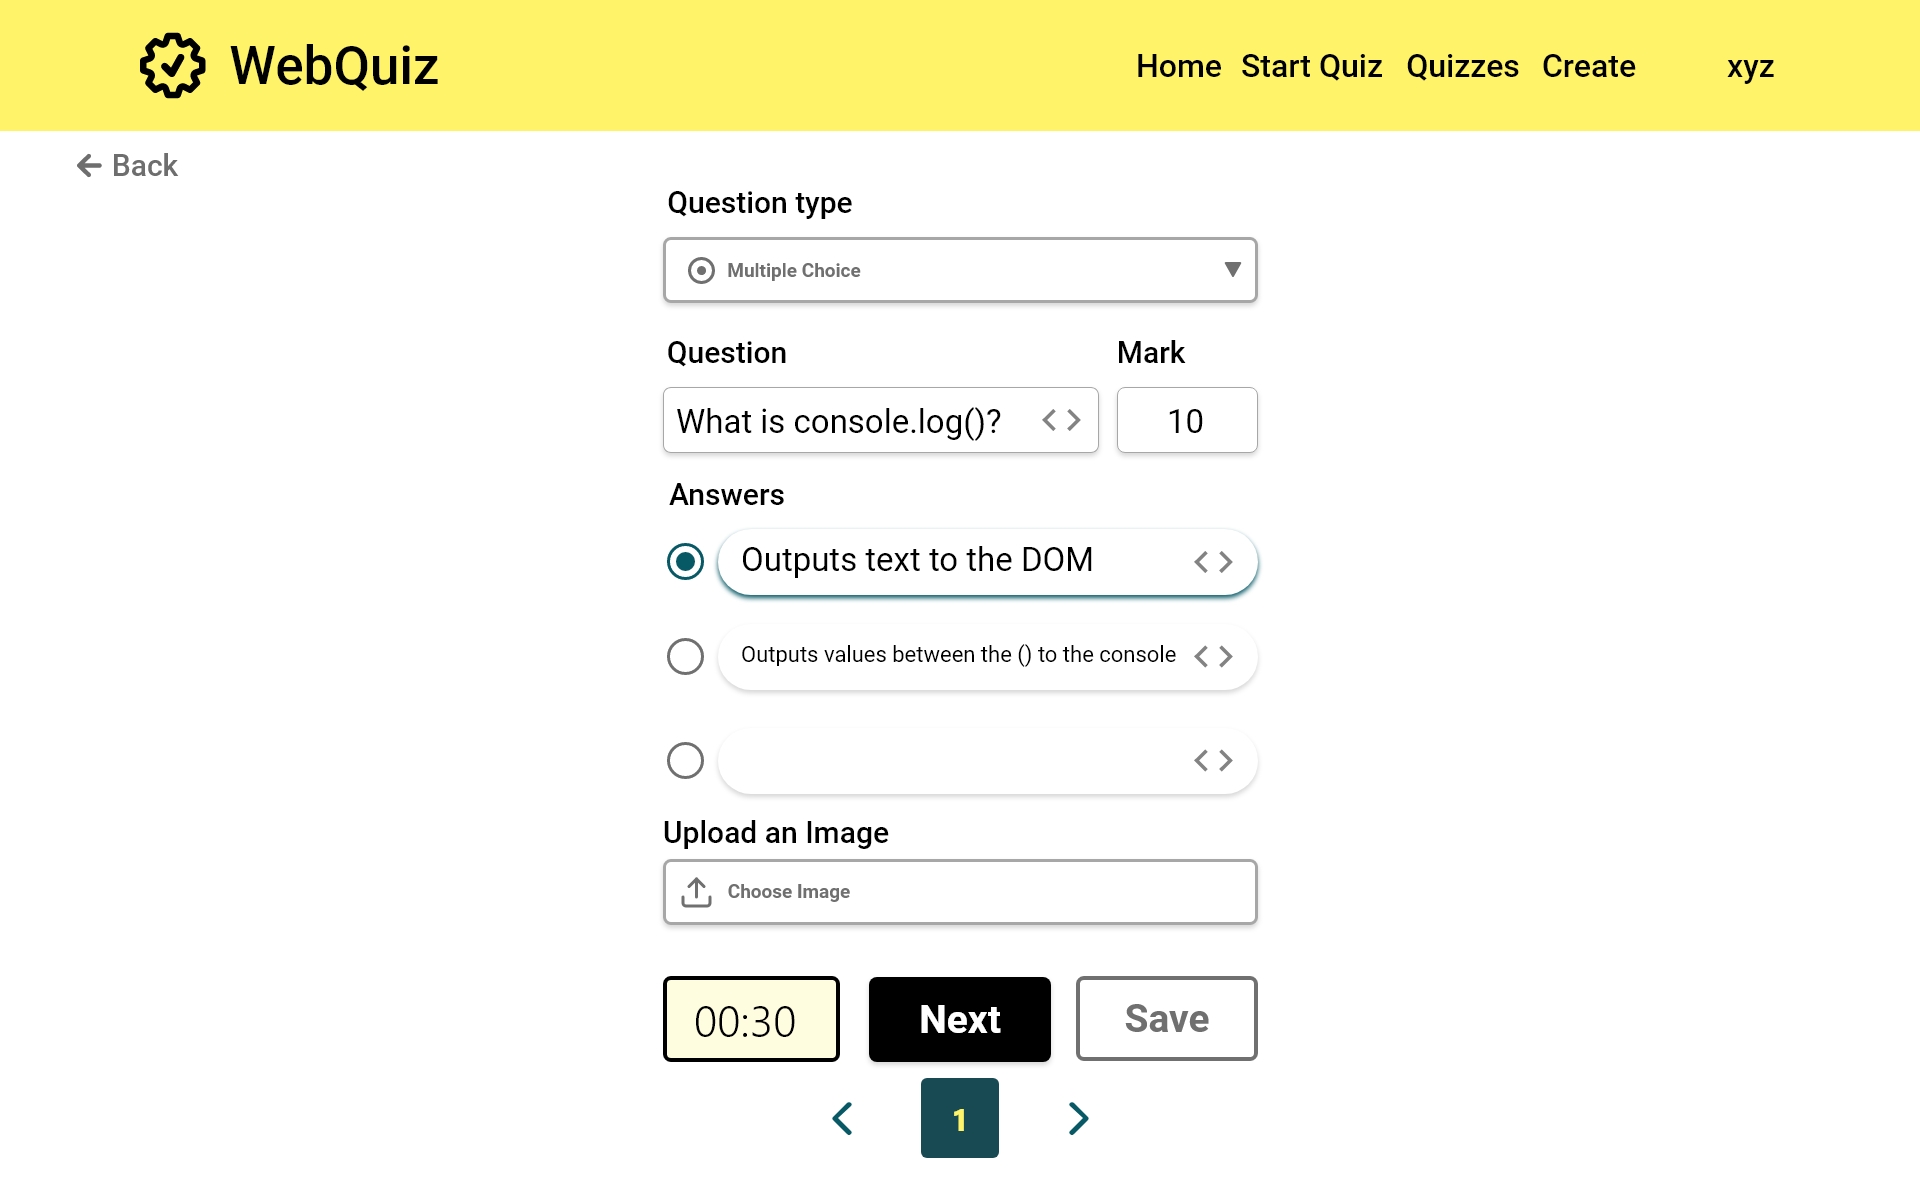 WebQuiz
Home Start Quiz Quizzes Create xyz
Back
Question type
Multiple Choice
Question Mark
What is console.log()? < > 10
Answers
Outputs text to the DOM < >
Outputs values between the () to the console < >
< >
Upload an Image
Choose Image
00:30 Next Save
< 1 >